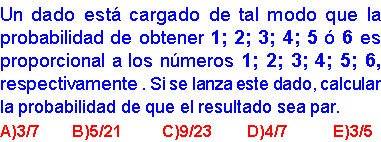 Un dado está cargado de tal modo que la
probabilidad de obtener 1; 2; 3; 4; 5 ó 6 es
proporcional a los números 1; 2; 3; 4; 5; 6,
respectivamente . Si se lanza este dado, calcular
la probabilidad de que el resultado sea par.
A)3/7 B)5/21 C)9/23 D)4/7 E)3/5